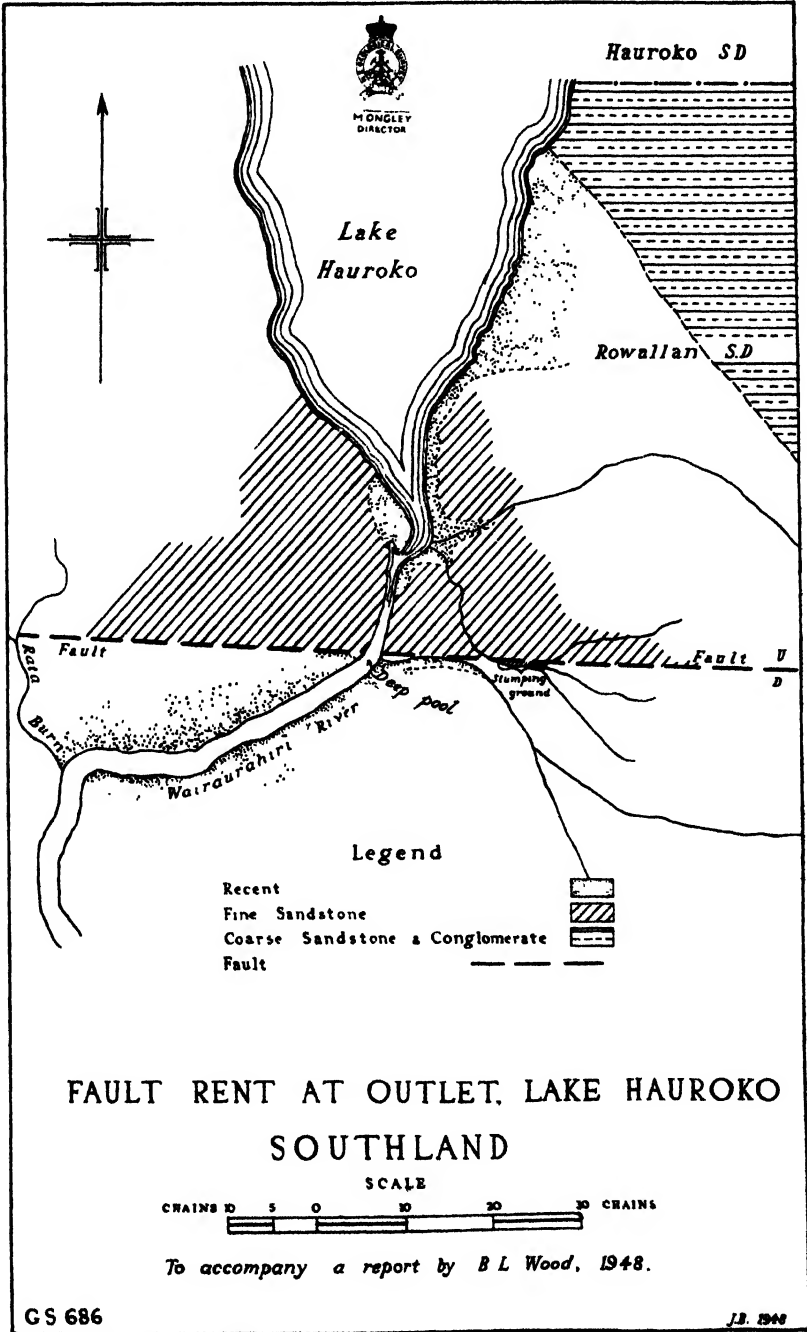 Hauroko SD
M ONGLEY
DIRECTOR
Lake
Hauroko
Rowallan S.D
Fault
Fault U
D
Rata
Burn
Slumping
ground
Deep pool
Wairaurahiri River
Legend
Recent
Fine Sandstone
Coarse Sandstone & Conglomerate
Fault
FAULT RENT AT OUTLET, LAKE HAUROKO
SOUTHLAND
SCALE
CHAINS 10 5 0 10 20 30 CHAINS
To accompany a report by B L Wood, 1948.
GS 686
J.B. 1948